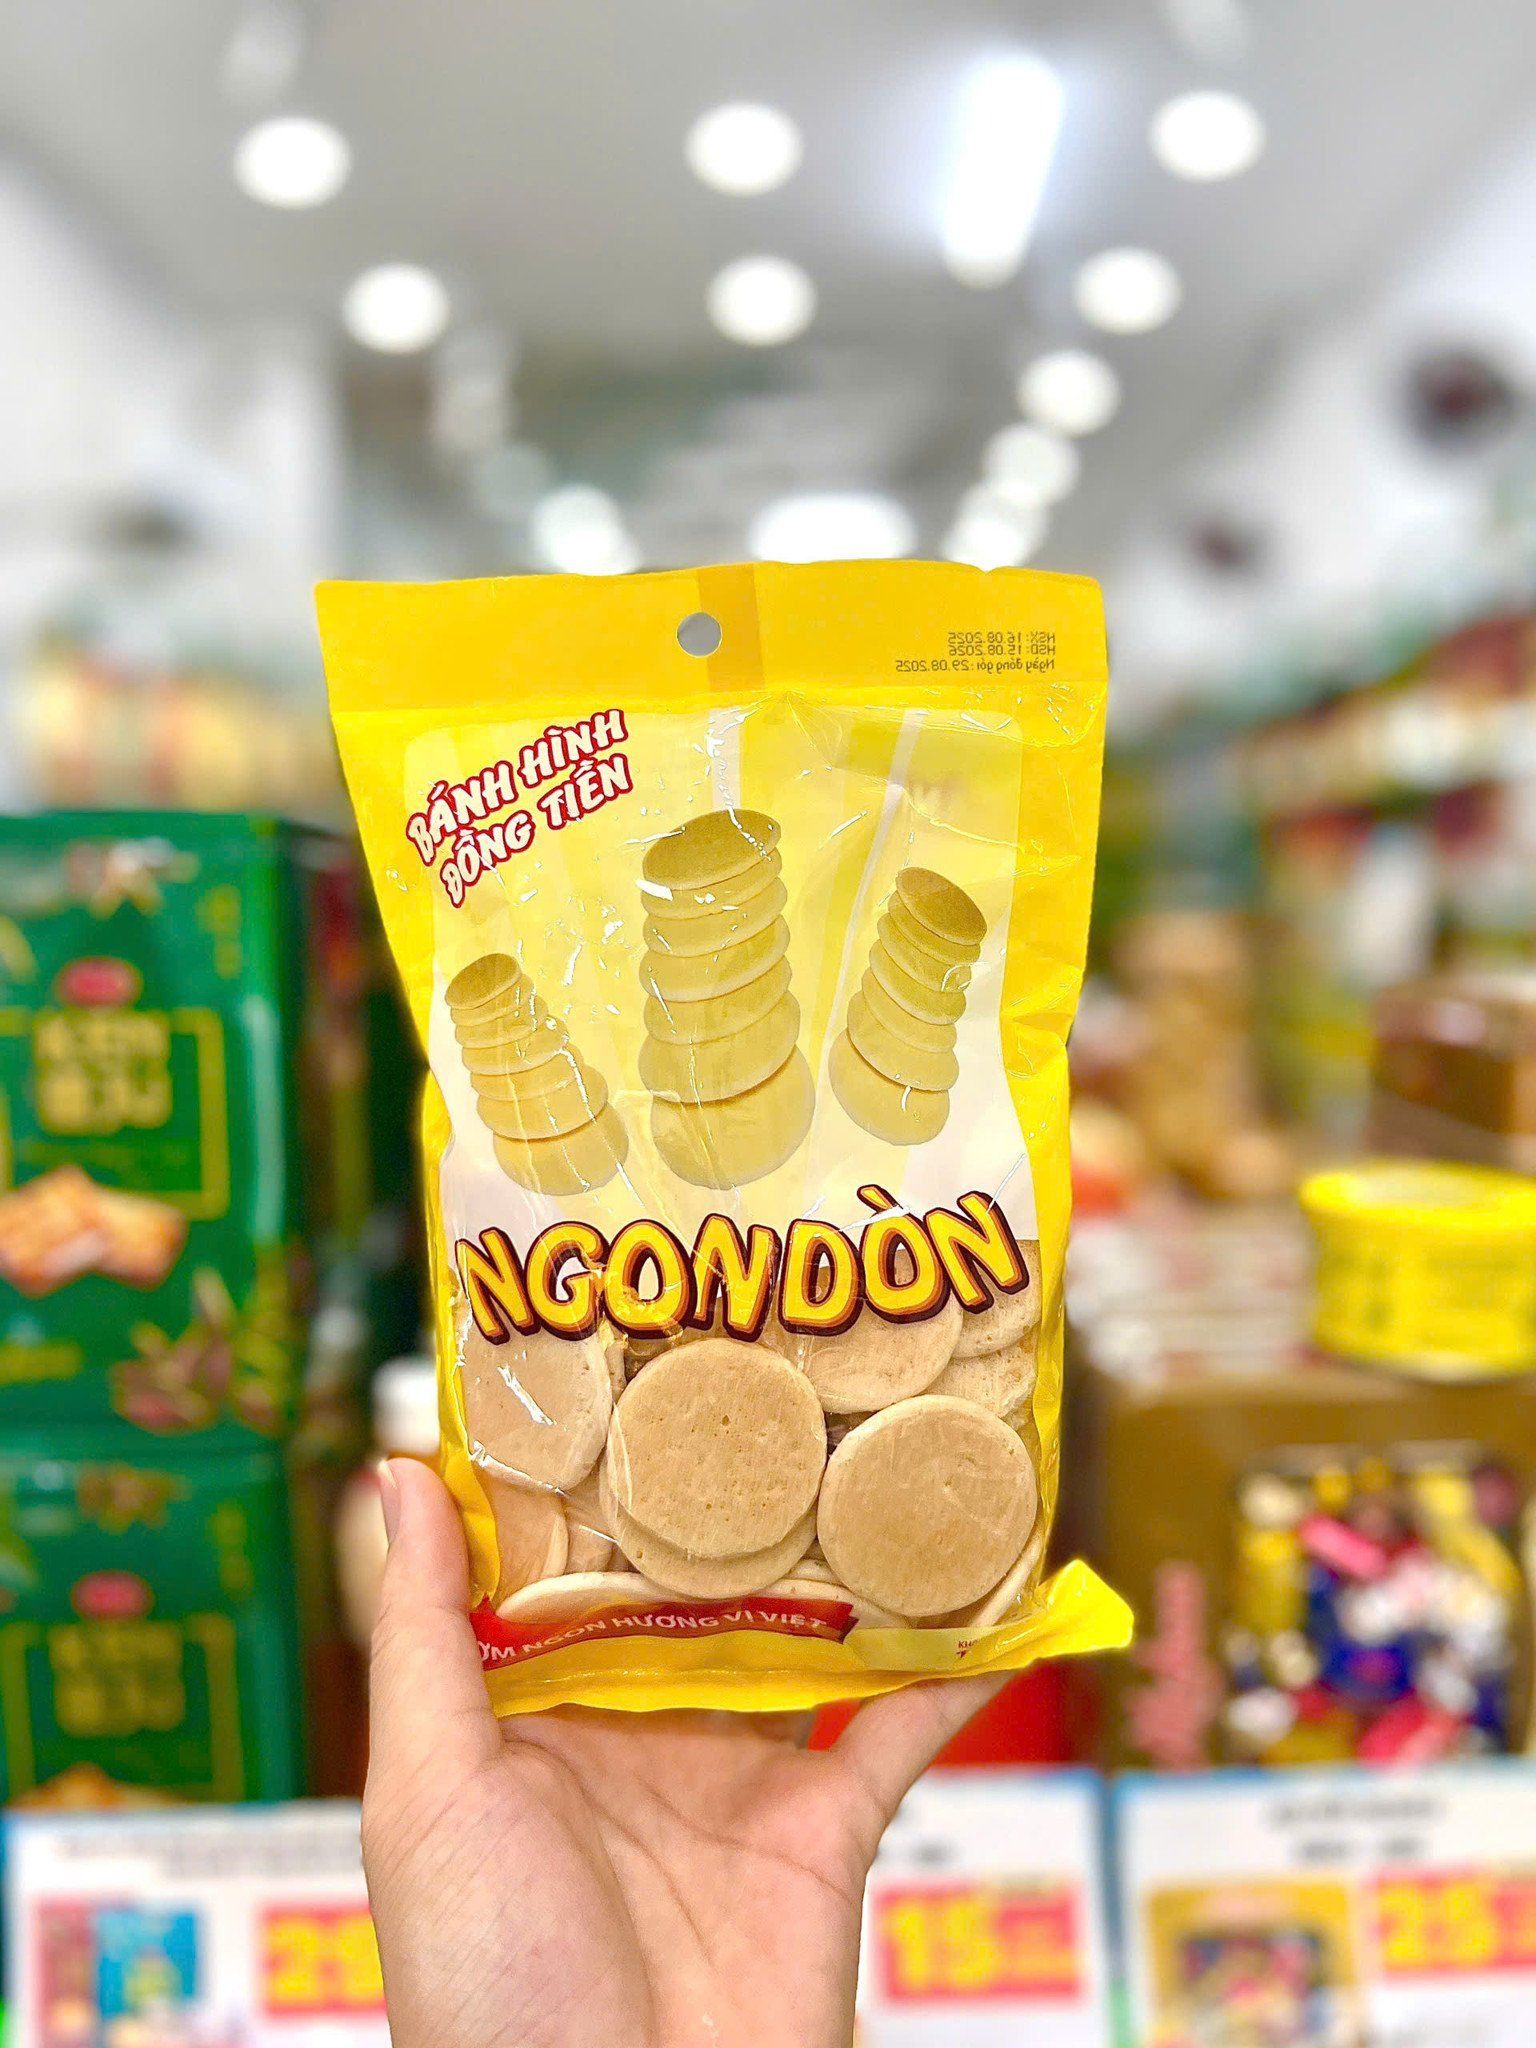 HSX: 16.08.2025
HSD: 15.08.2026
Ngày đóng gói: 29.08.2025
BÁNH HÌNH
ĐỒNG TIỀN
NGONDÒN
NGON HƯƠNG VỊ VIỆT
15